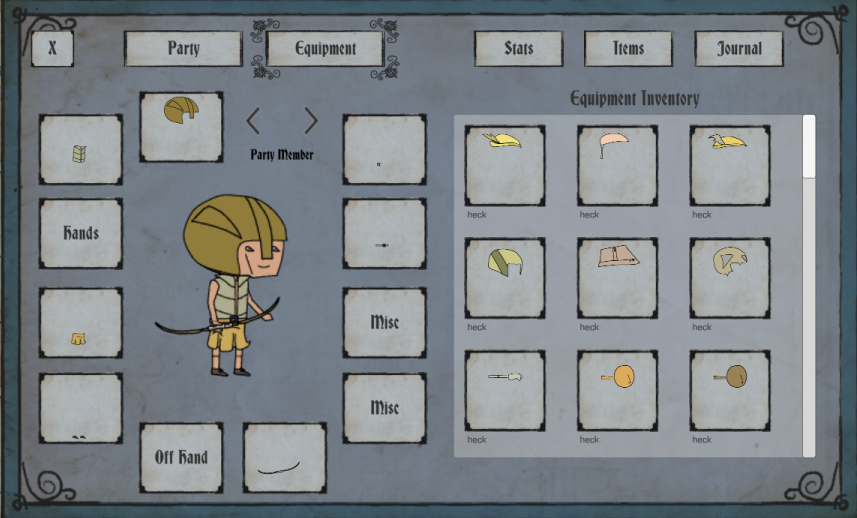 X
Party
Equipment
Stats
Items
Journal
Equipment Inventory
Party Member
Hands
Misc
Misc
Off Hand
heck
heck
heck
heck
heck
heck
heck
heck
heck